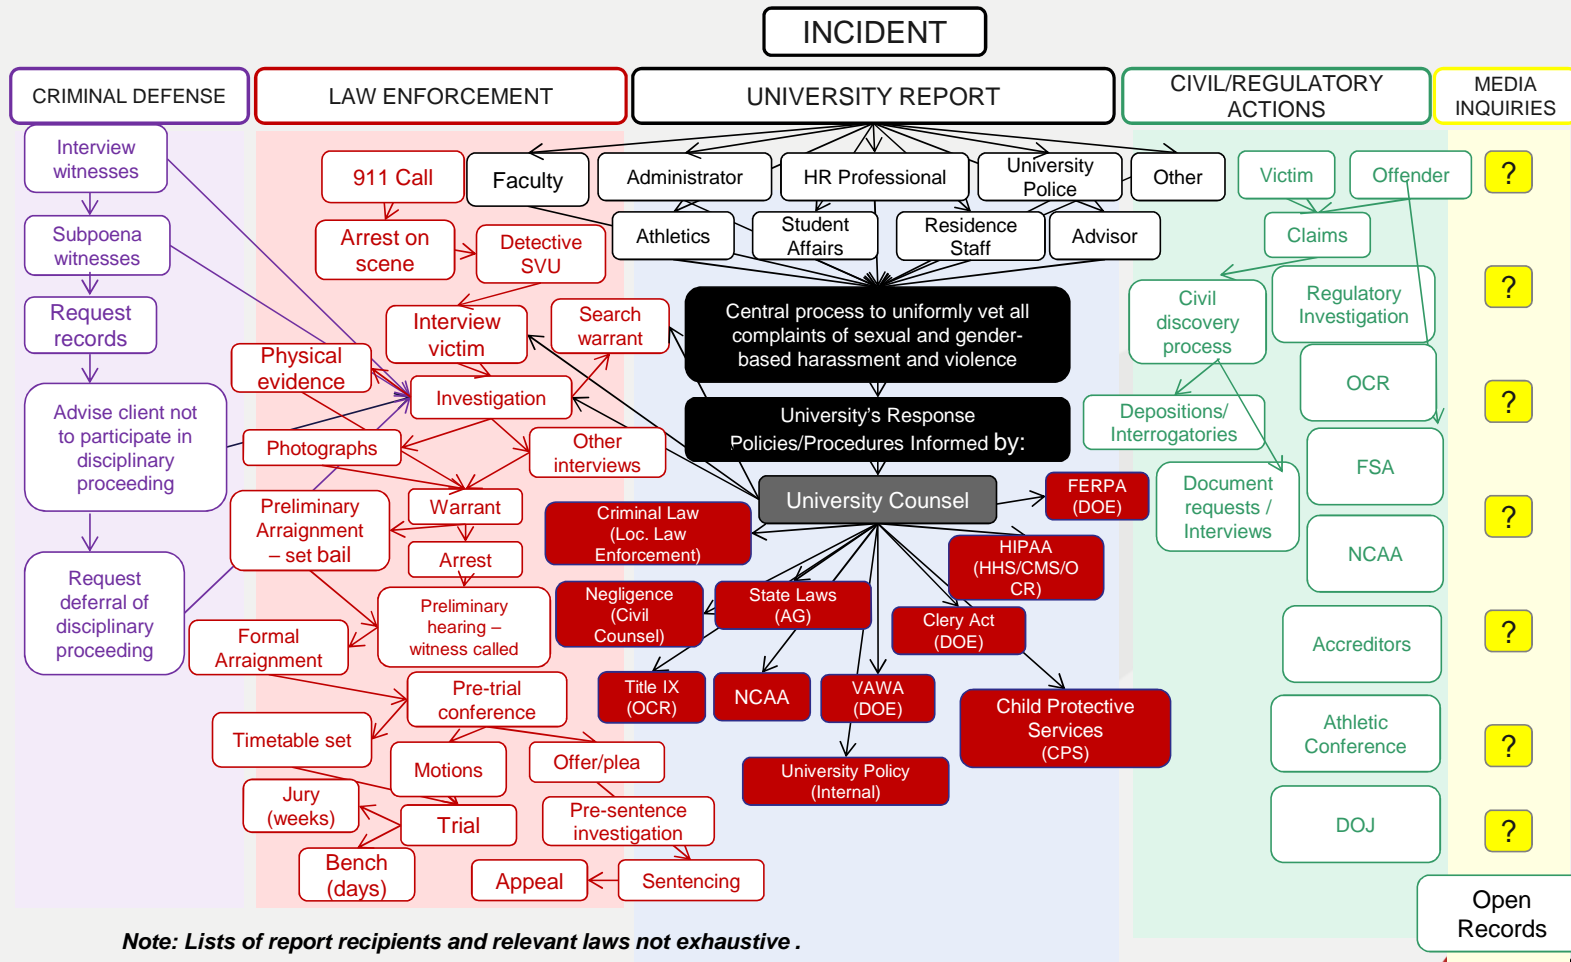 INCIDENT
CRIMINAL DEFENSE
LAW ENFORCEMENT
UNIVERSITY REPORT
CIVIL/REGULATORY
ACTIONS
MEDIA
INQUIRIES
Interview
witnesses
Subpoena
witnesses
Request
records
Advise client not
to participate in
disciplinary
proceeding
Request
deferral of
disciplinary
proceeding
911 Call
Arrest on
scene
Detective
SVU
Interview
victim
Search
warrant
Physical
evidence
Investigation
Photographs
Other
interviews
Warrant
Preliminary
Arraignment
– set bail
Arrest
Preliminary
hearing –
witness called
Formal
Arraignment
Pre-trial
conference
Timetable set
Motions
Offer/plea
Jury
(weeks)
Trial
Pre-sentence
investigation
Bench
(days)
Appeal
Sentencing
Faculty
Administrator
HR Professional
University
Police
Other
Athletics
Student
Affairs
Residence
Staff
Advisor
Central process to uniformly vet all
complaints of sexual and gender-
based harassment and violence
University’s Response
Policies/Procedures Informed by:
University Counsel
FERPA
(DOE)
Criminal Law
(Loc. Law
Enforcement)
HIPAA
(HHS/CMS/O
CR)
Negligence
(Civil
Counsel)
State Laws
(AG)
Clery Act
(DOE)
Title IX
(OCR)
NCAA
VAWA
(DOE)
Child Protective
Services
(CPS)
University Policy
(Internal)
Victim
Offender
Claims
Civil
discovery
process
Regulatory
Investigation
OCR
Depositions/
Interrogatories
FSA
Document
requests /
Interviews
NCAA
Accreditors
Athletic
Conference
DOJ
?
?
?
?
?
?
?
Open
Records
Note: Lists of report recipients and relevant laws not exhaustive .